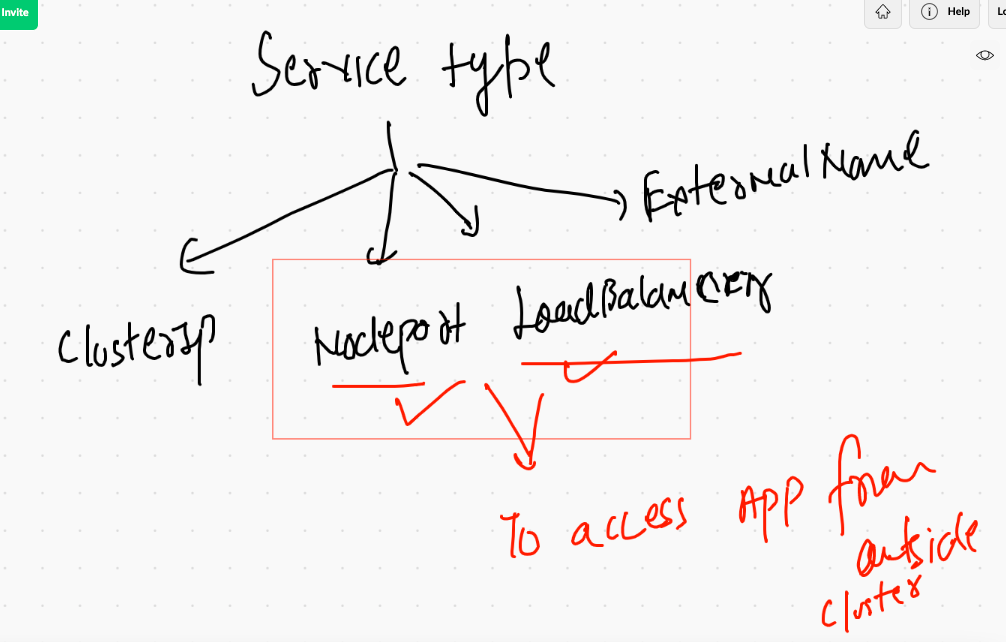 Invite
Help
Lo
Service type
ExternalName
ClusterIp Nodeport LoadBalancer
To access App from
outside
cluster